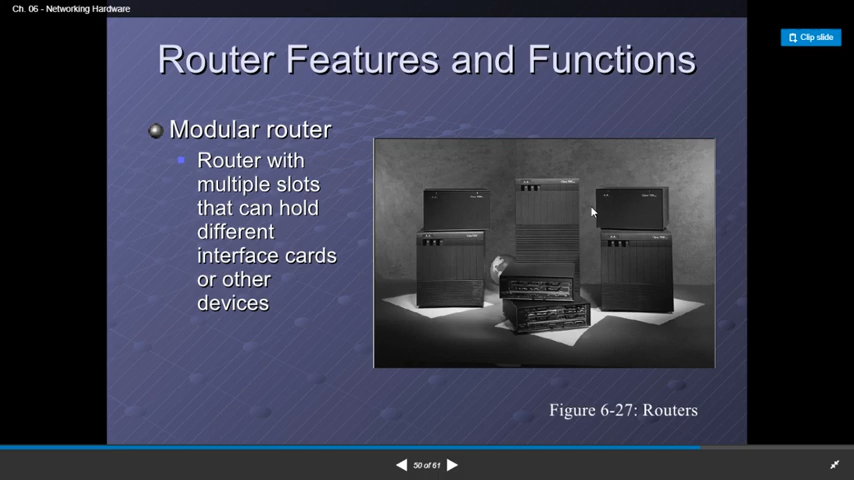 Ch. 06 - Networking Hardware
Clip slide
Router Features and Functions
Modular router
Router with
multiple slots
that can hold
different
interface cards
or other
devices
Figure 6-27: Routers
50 of 61